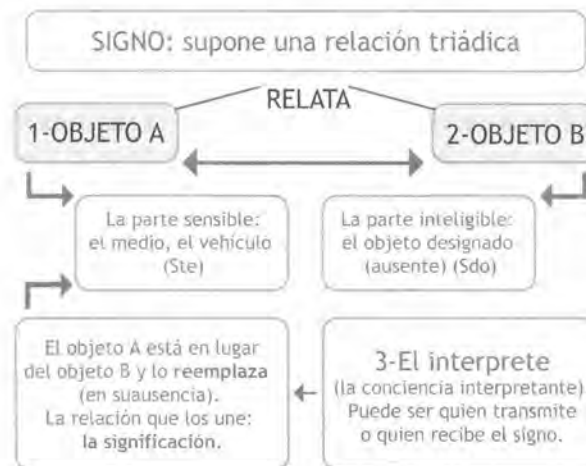 SIGNO: supone una relación triádica
RELATA
1-OBJETO A
2-OBJETO B
La parte sensible:
el medio, el vehículo
(Ste)
La parte inteligible:
el objeto designado
(ausente) (Sdo)
El objeto A está en lugar
del objeto B y lo reemplaza
(en suausencia).
La relación que los une:
la significación.
3-El interprete
(la conciencia interpretante)
Puede ser quien transmite
o quien recibe el signo.